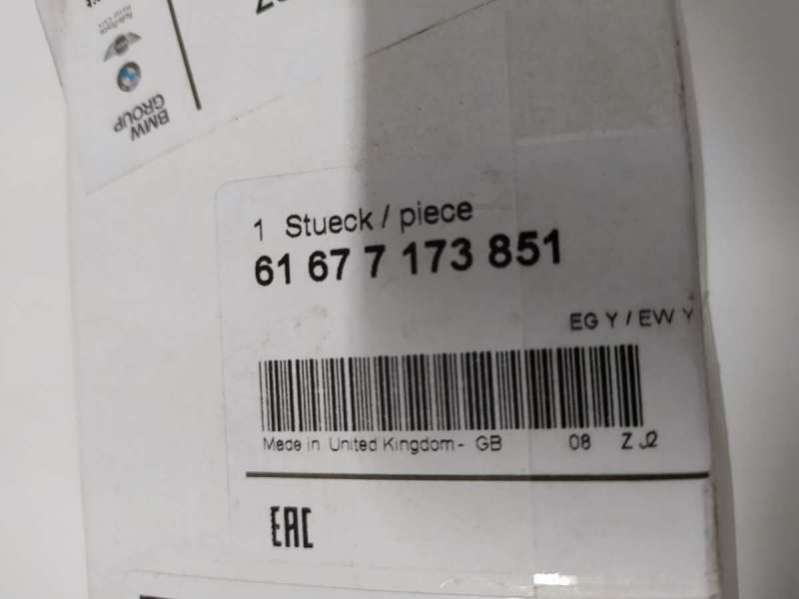 BMW
GROUP
1 Stueck / piece
61 67 7 173 851
EG Y / EW Y
Made in United Kingdom - GB 08 Z J2
EAC